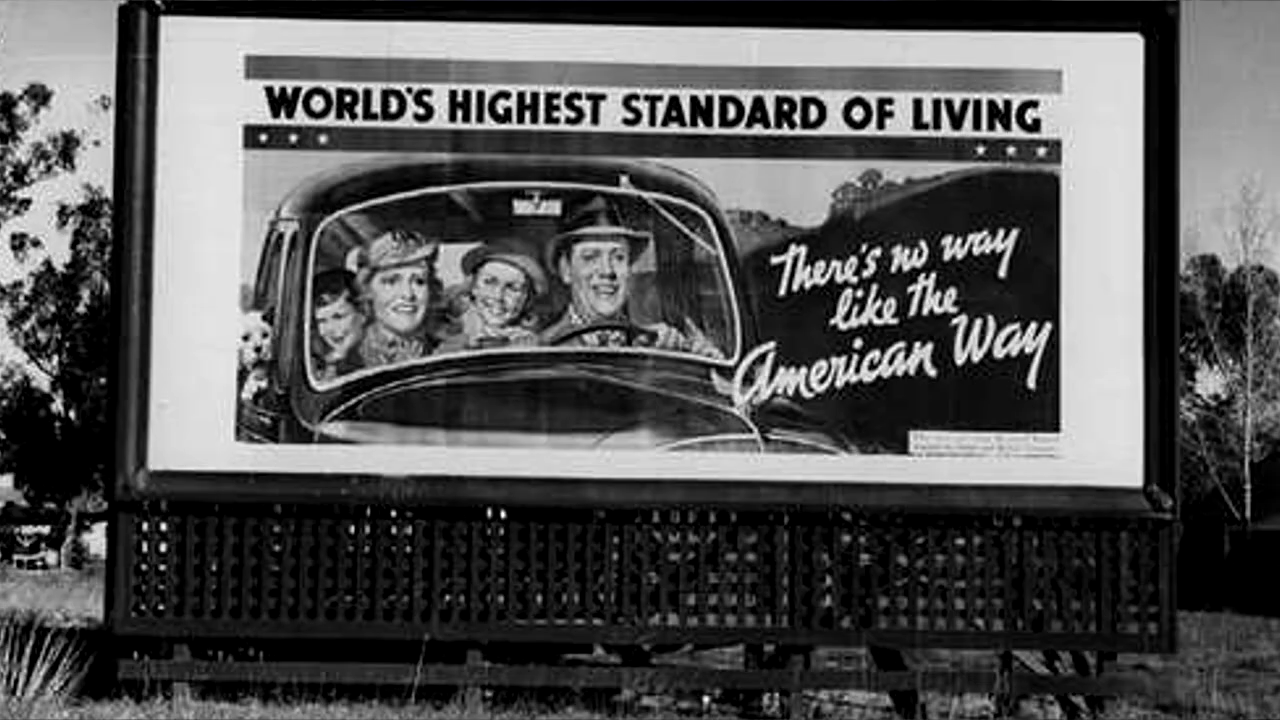 WORLD'S HIGHEST STANDARD OF LIVING
There's no way
like the
American Way